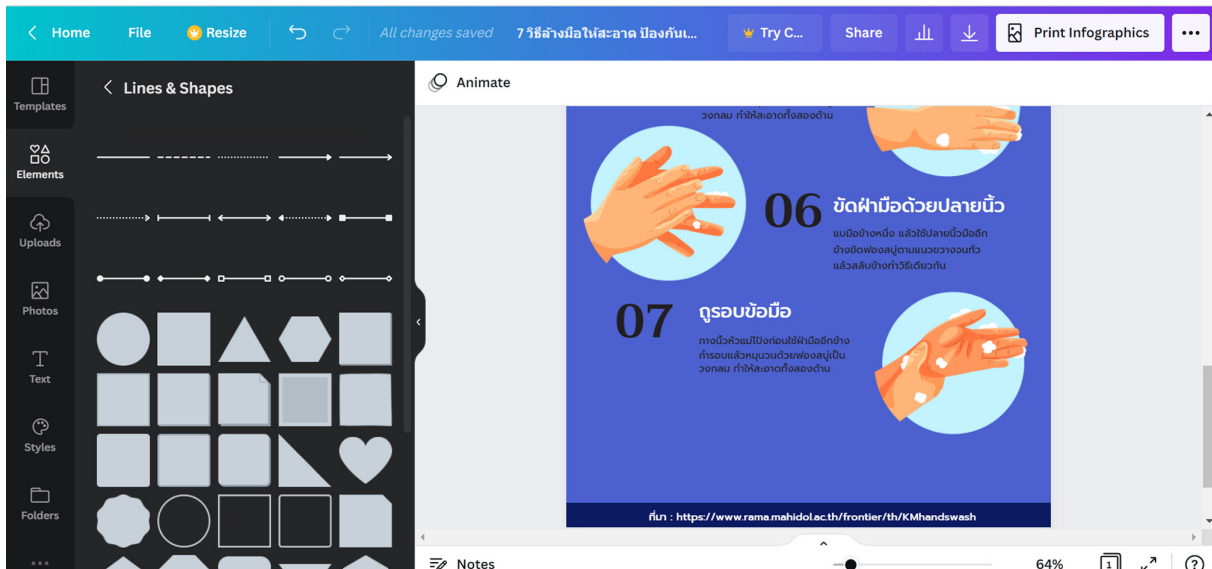 Home
File
Resize
All changes saved
7 วิธีล้างมือให้สะอาด ป้องกันเ...
Try C...
Share
Print Infographics
Templates
Elements
Uploads
Photos
Text
Styles
Folders
Lines & Shapes
Animate
วงกลม ทำให้สะอาดทั้งสองด้าน
06
ขัดฝ่ามือด้วยปลายนิ้ว
แบมือข้างหนึ่ง แล้วใช้ปลายนิ้วมืออีก
ข้างขัดฟองสบู่ตามแนวขวางจนทั่ว
แล้วสลับข้างทำวิธีเดียวกัน
07
ถูรอบข้อมือ
กางนิ้วหัวแม่โป้งก่อนใช้ฝ่ามืออีกข้าง
กำรอบแล้วหมุนวนด้วยฟองสบู่เป็น
วงกลม ทำให้สะอาดทั้งสองด้าน
ที่มา : https://www.rama.mahidol.ac.th/frontier/th/KMhandswash
Notes
64%
1
?